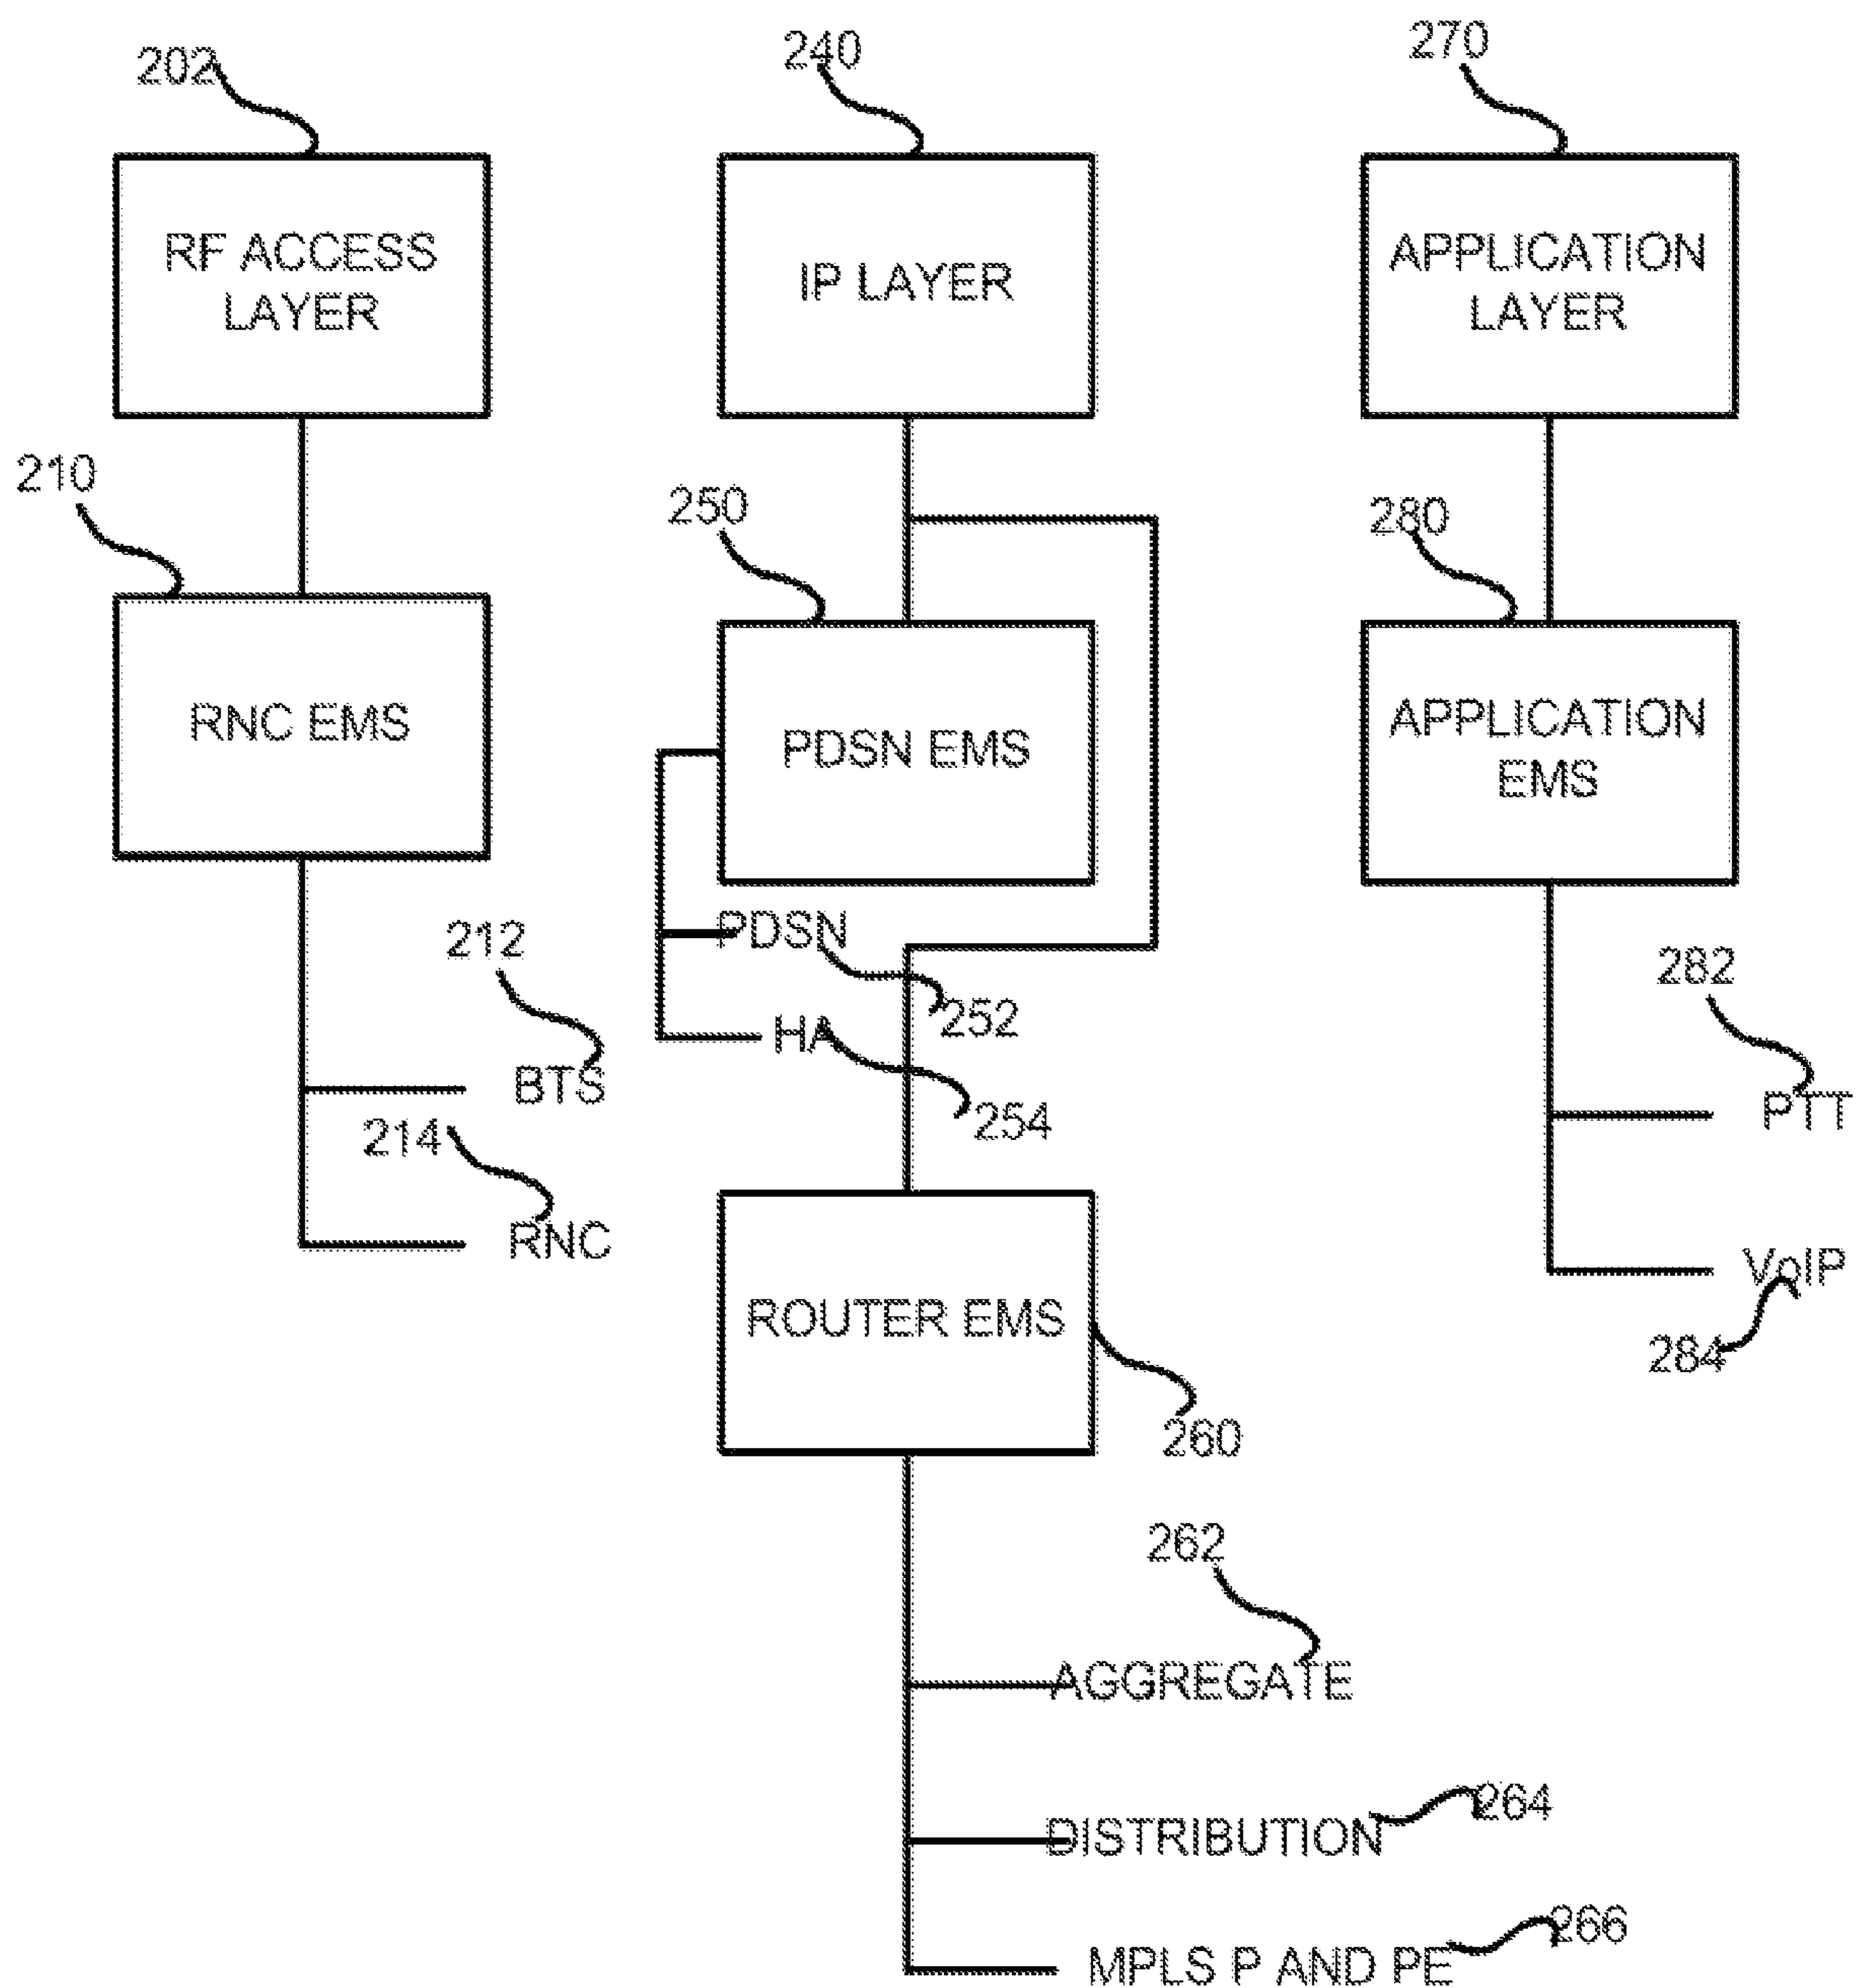 202
240
270
RF ACCESS
LAYER
IP LAYER
APPLICATION
LAYER
210
250
280
RNC EMS
PDSN EMS
APPLICATION
EMS
212
PDSN
252
282
HA
BTS
254
PTT
214
RNC
VoIP
ROUTER EMS
284
260
262
AGGREGATE
264
DISTRIBUTION
266
MPLS P AND PE